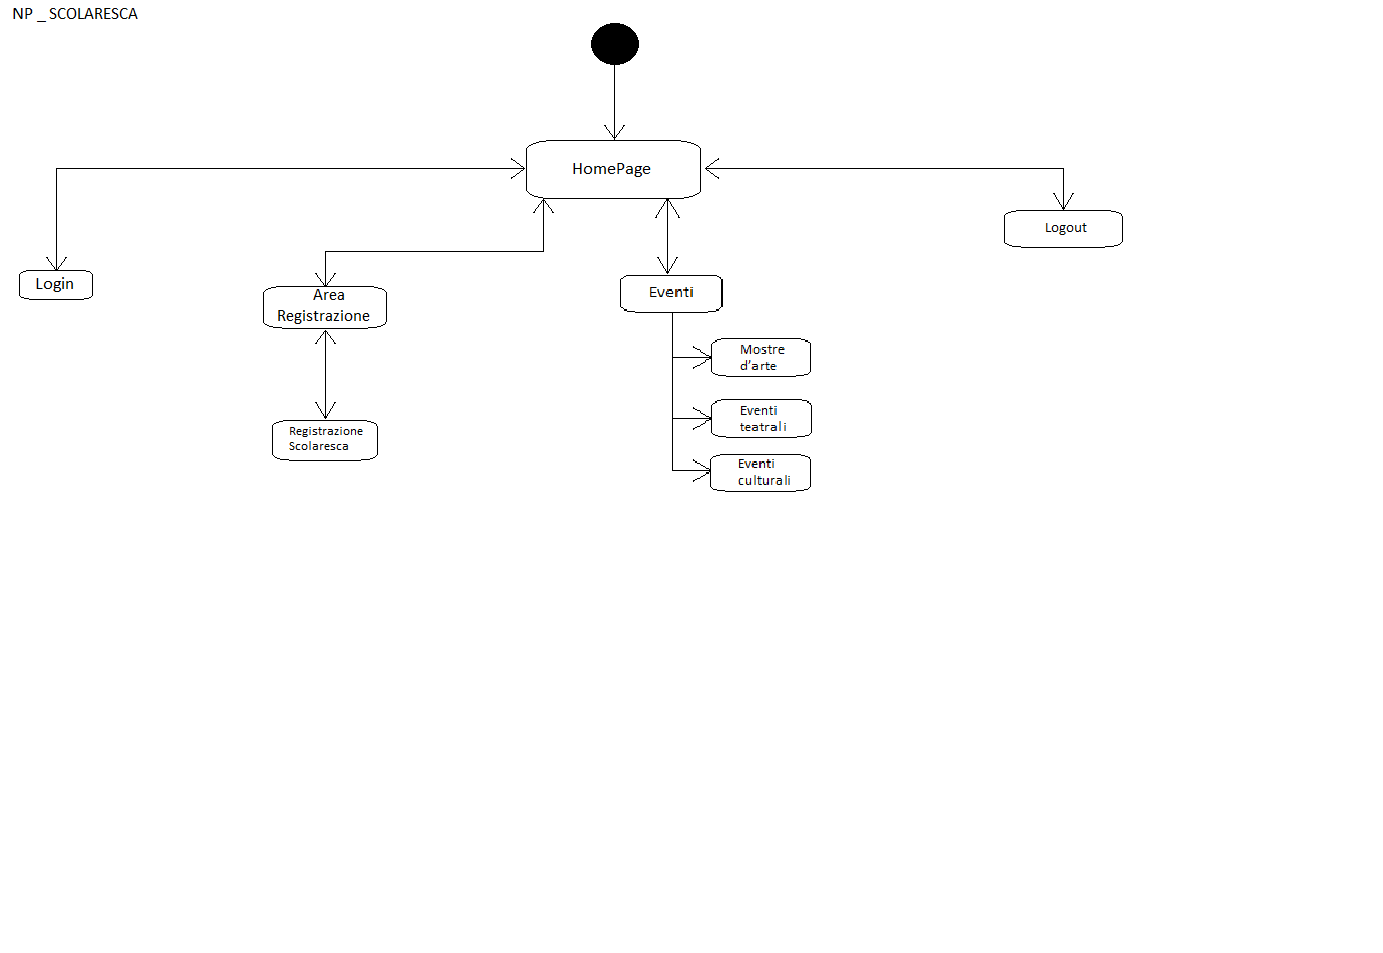 NP _ SCOLARESCA
HomePage
Logout
Login
Area
Registrazione
Eventi
Mostre
d'arte
Eventi
teatrali
Registrazione
Scolaresca
Eventi
culturali